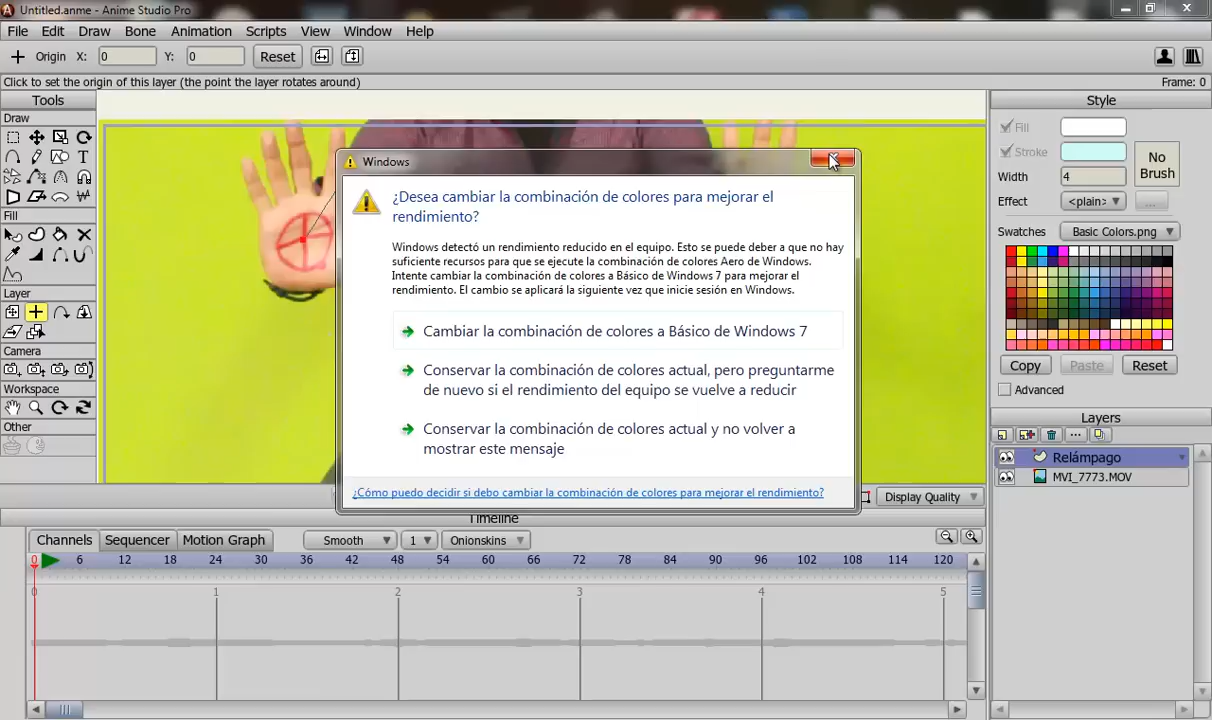 Untitled.anme - Anime Studio Pro
File Edit Draw Bone Animation Scripts View Window Help
Origin X: 0 Y: 0 Reset
Click to set the origin of this layer (the point the layer rotates around) Frame: 0
Tools
Draw
T
Fill
Layer
Camera
Workspace
Other
Windows
¿Desea cambiar la combinación de colores para mejorar el
rendimiento?
Windows detectó un rendimiento reducido en el equipo. Esto se puede deber a que no hay
suficiente recursos para que se ejecute la combinación de colores Aero de Windows.
Intente cambiar la combinación de colores a Básico de Windows 7 para mejorar el
rendimiento. El cambio se aplicará la siguiente vez que inicie sesión en Windows.
Cambiar la combinación de colores a Básico de Windows 7
Conservar la combinación de colores actual, pero preguntarme
de nuevo si el rendimiento del equipo se vuelve a reducir
Conservar la combinación de colores actual y no volver a
mostrar este mensaje
¿Cómo puedo decidir si debo cambiar la combinación de colores para mejorar el rendimiento?
Style
Fill
Stroke
No
Brush
Width 4
Effect <plain> ...
Swatches Basic Colors.png
Copy Paste Reset
Advanced
Layers
Relámpago
MVI_7773.MOV
Display Quality
Timeline
Channels Sequencer Motion Graph Smooth 1 Onionskins
0 6 12 18 24 30 36 42 48 54 60 66 72 78 84 90 96 102 108 114 120
0 1 2 3 4 5